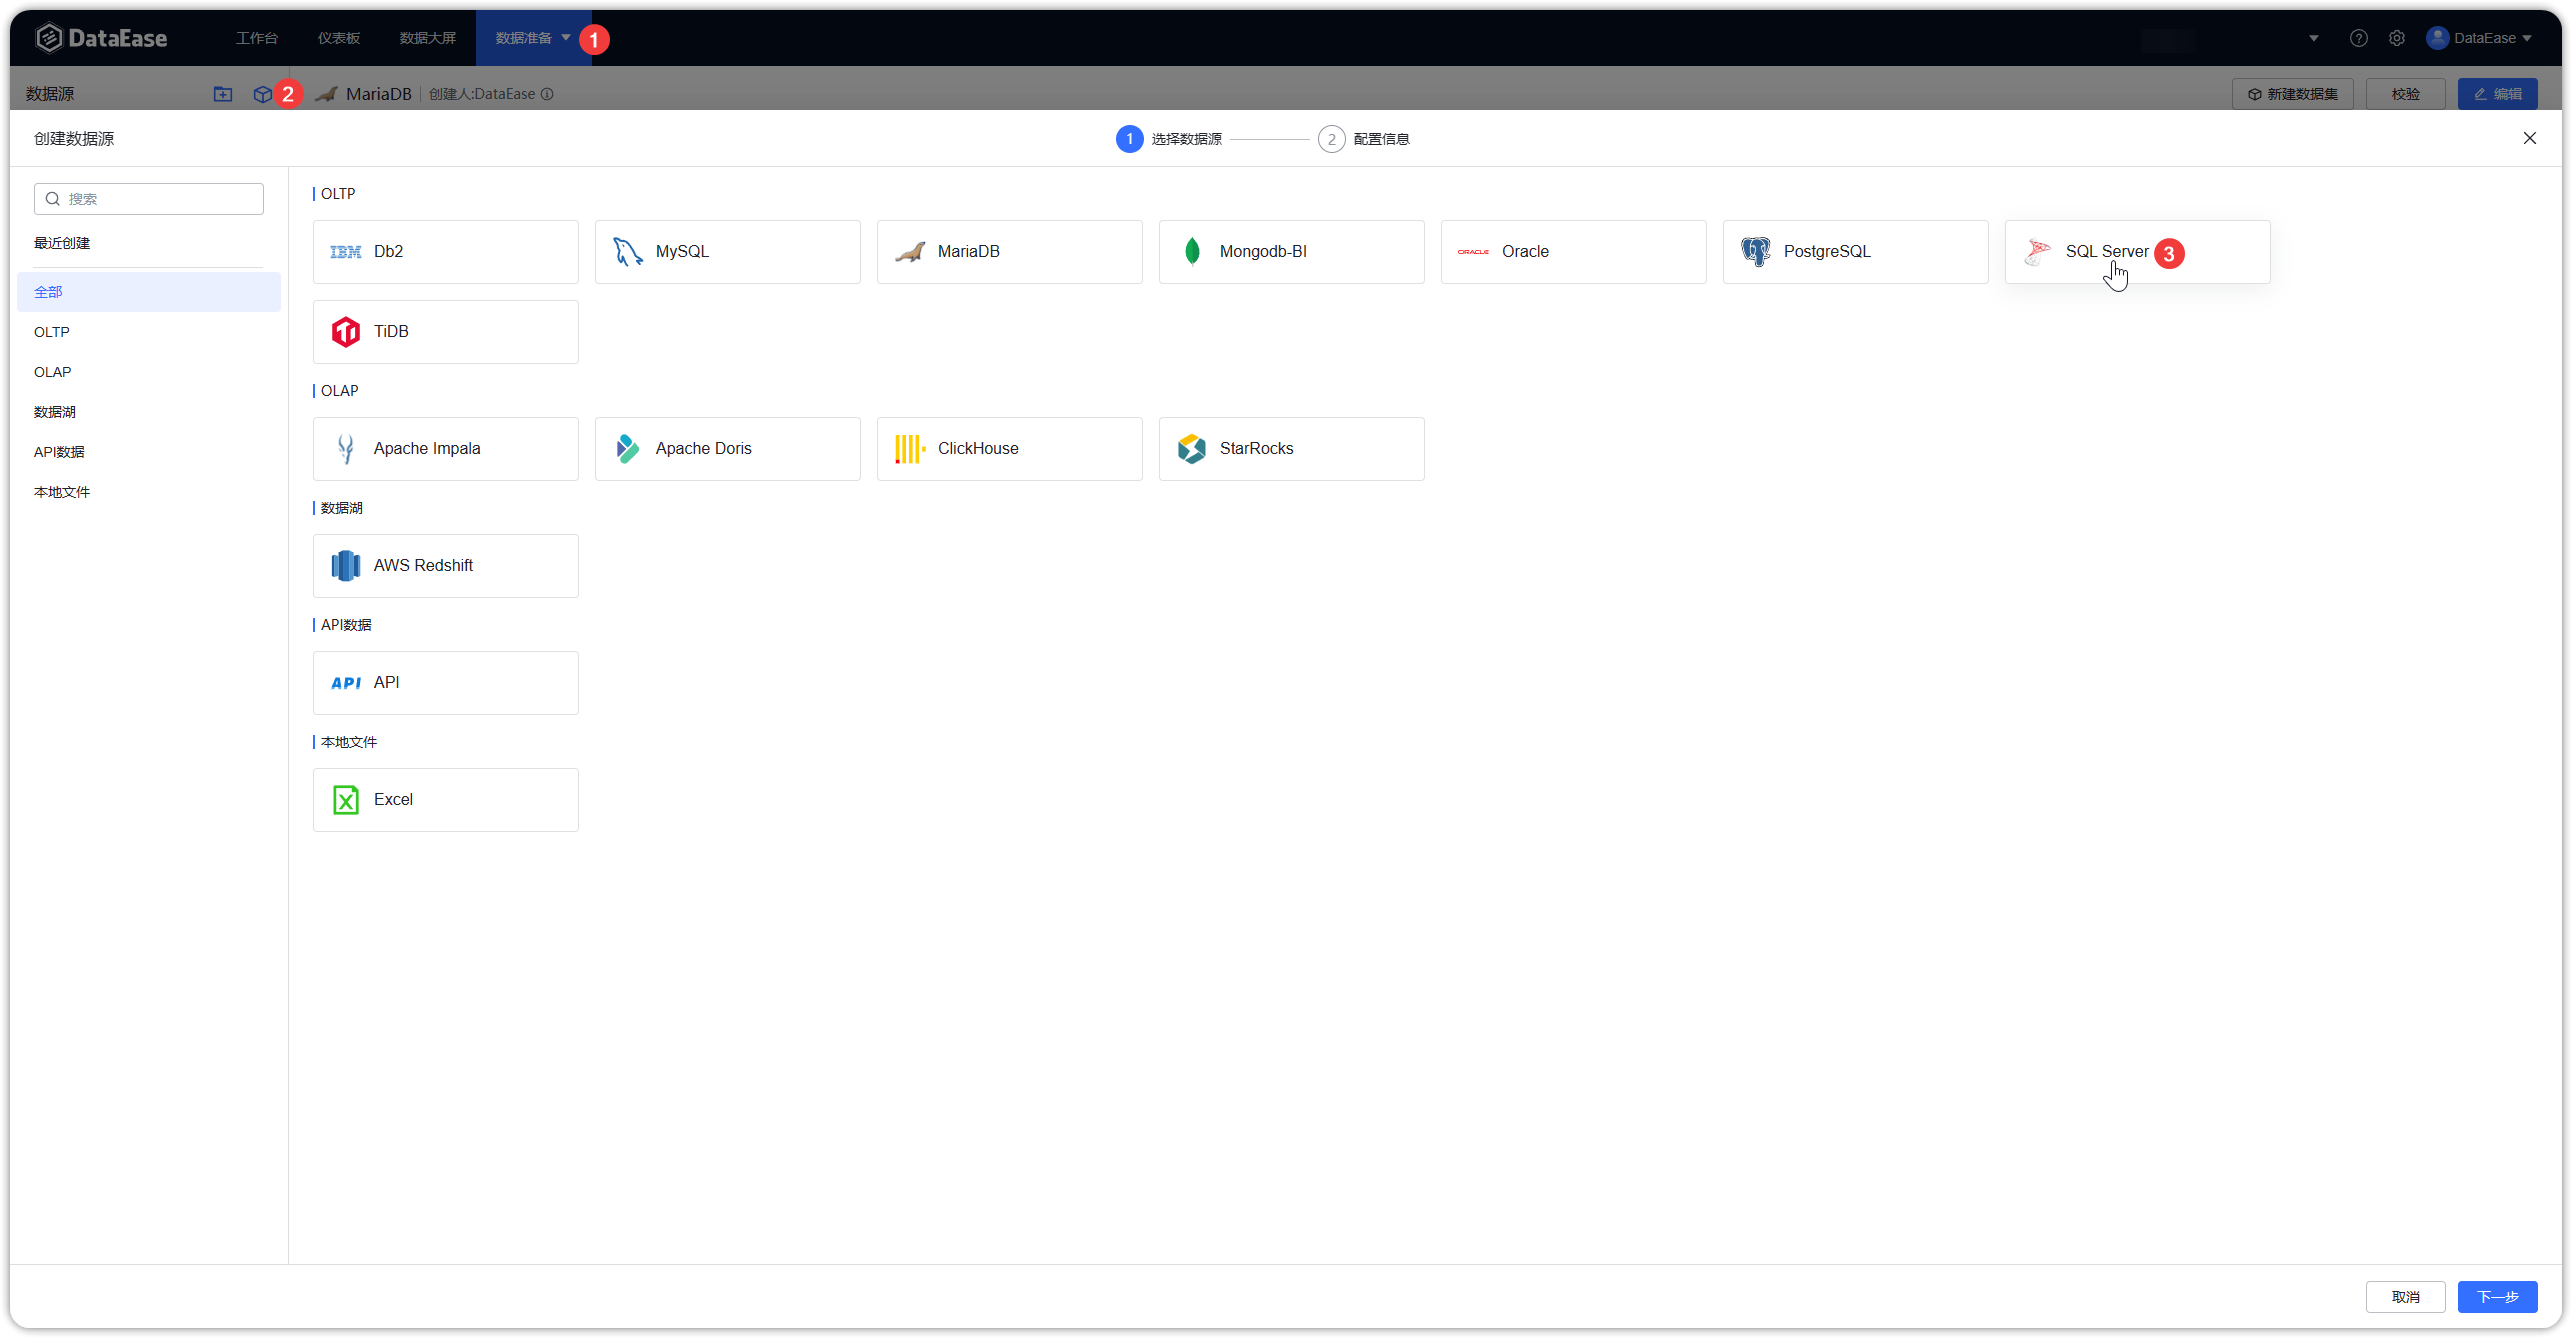 DataEase 工作台 仪表板 数据大屏 数据准备 1 DataEase
数据源 2 MariaDB 创建人:DataEase 新建数据集 校验 编辑
创建数据源 1 选择数据源 2 配置信息
搜索
最近创建
全部
OLTP
OLAP
数据湖
API数据
本地文件
OLTP
IBM Db2 MySQL MariaDB Mongodb-BI ORACLE Oracle PostgreSQL SQL Server 3
TiDB
OLAP
Apache Impala Apache Doris ClickHouse StarRocks
数据湖
AWS Redshift
API数据
API API
本地文件
Excel
取消 下一步